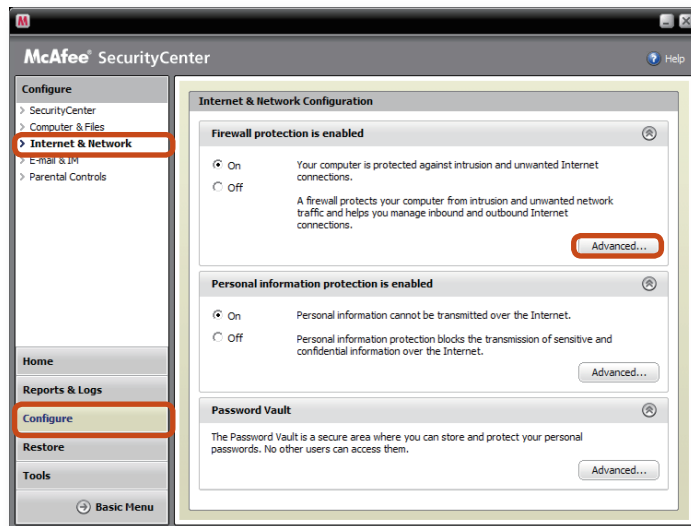 M
McAfee® SecurityCenter
? Help
Configure
> SecurityCenter
> Computer & Files
> Internet & Network
> E-mail & IM
> Parental Controls
Home
Reports & Logs
Configure
Restore
Tools
Basic Menu
Internet & Network Configuration
Firewall protection is enabled
On
Off
Your computer is protected against intrusion and unwanted Internet
connections.
A firewall protects your computer from intrusion and unwanted network
traffic and helps you manage inbound and outbound Internet
connections.
Advanced...
Personal information protection is enabled
On
Off
Personal information cannot be transmitted over the Internet.
Personal information protection blocks the transmission of sensitive and
confidential information over the Internet.
Advanced...
Password Vault
The Password Vault is a secure area where you can store and protect your personal
passwords. No other users can access them.
Advanced...